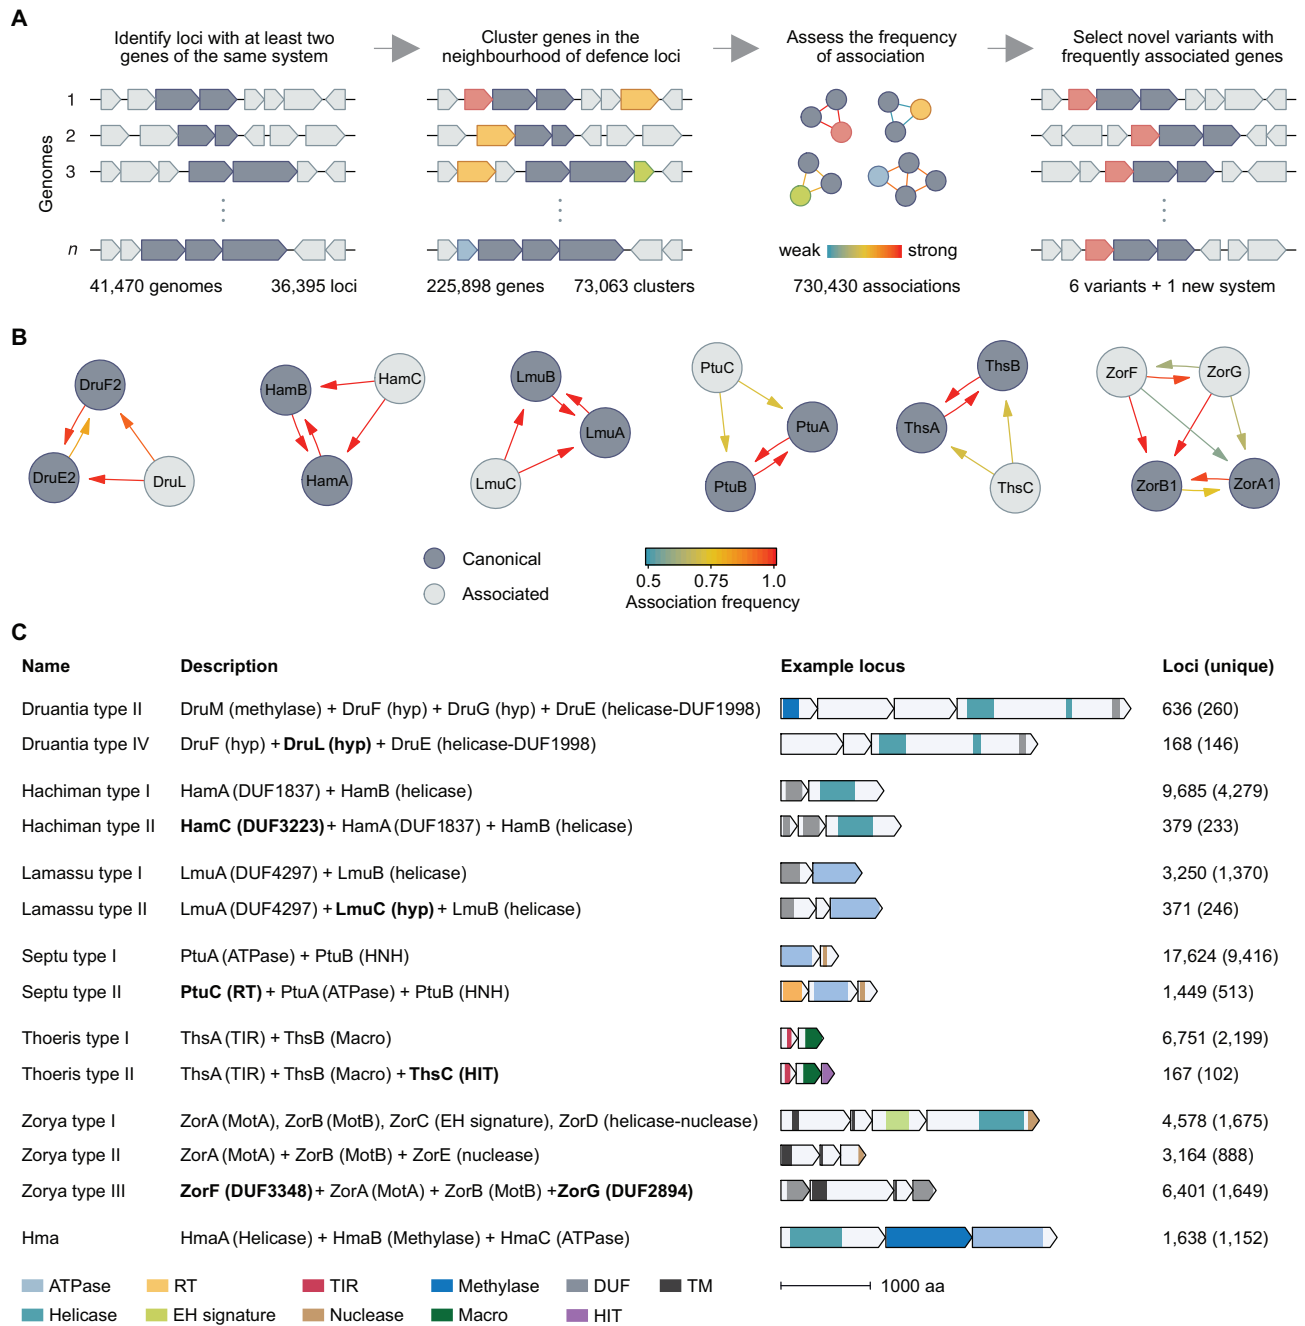 A
Identify loci with at least two
genes of the same system
Cluster genes in the
neighbourhood of defence loci
Assess the frequency
of association
Select novel variants with
frequently associated genes
Genomes
1
2
3
n
weak
strong
41,470 genomes
36,395 loci
225,898 genes
73,063 clusters
730,430 associations
6 variants + 1 new system
B
DruF2
DruE2
DruL
HamB
HamC
HamA
LmuB
LmuA
LmuC
PtuC
PtuA
PtuB
ThsB
ThsA
ThsC
ZorF
ZorG
ZorB1
ZorA1
Canonical
Associated
0.5 0.75 1.0
Association frequency
C
Name Description Example locus Loci (unique)
Druantia type II DruM (methylase) + DruF (hyp) + DruG (hyp) + DruE (helicase-DUF1998) 636 (260)
Druantia type IV DruF (hyp) + DruL (hyp) + DruE (helicase-DUF1998) 168 (146)
Hachiman type I HamA (DUF1837) + HamB (helicase) 9,685 (4,279)
Hachiman type II HamC (DUF3223) + HamA (DUF1837) + HamB (helicase) 379 (233)
Lamassu type I LmuA (DUF4297) + LmuB (helicase) 3,250 (1,370)
Lamassu type II LmuA (DUF4297) + LmuC (hyp) + LmuB (helicase) 371 (246)
Septu type I PtuA (ATPase) + PtuB (HNH) 17,624 (9,416)
Septu type II PtuC (RT) + PtuA (ATPase) + PtuB (HNH) 1,449 (513)
Thoeris type I ThsA (TIR) + ThsB (Macro) 6,751 (2,199)
Thoeris type II ThsA (TIR) + ThsB (Macro) + ThsC (HIT) 167 (102)
Zorya type I ZorA (MotA), ZorB (MotB), ZorC (EH signature), ZorD (helicase-nuclease) 4,578 (1,675)
Zorya type II ZorA (MotA) + ZorB (MotB) + ZorE (nuclease) 3,164 (888)
Zorya type III ZorF (DUF3348) + ZorA (MotA) + ZorB (MotB) + ZorG (DUF2894) 6,401 (1,649)
Hma HmaA (Helicase) + HmaB (Methylase) + HmaC (ATPase) 1,638 (1,152)
ATPase RT TIR Methylase DUF TM
1000 aa
Helicase EH signature Nuclease Macro HIT